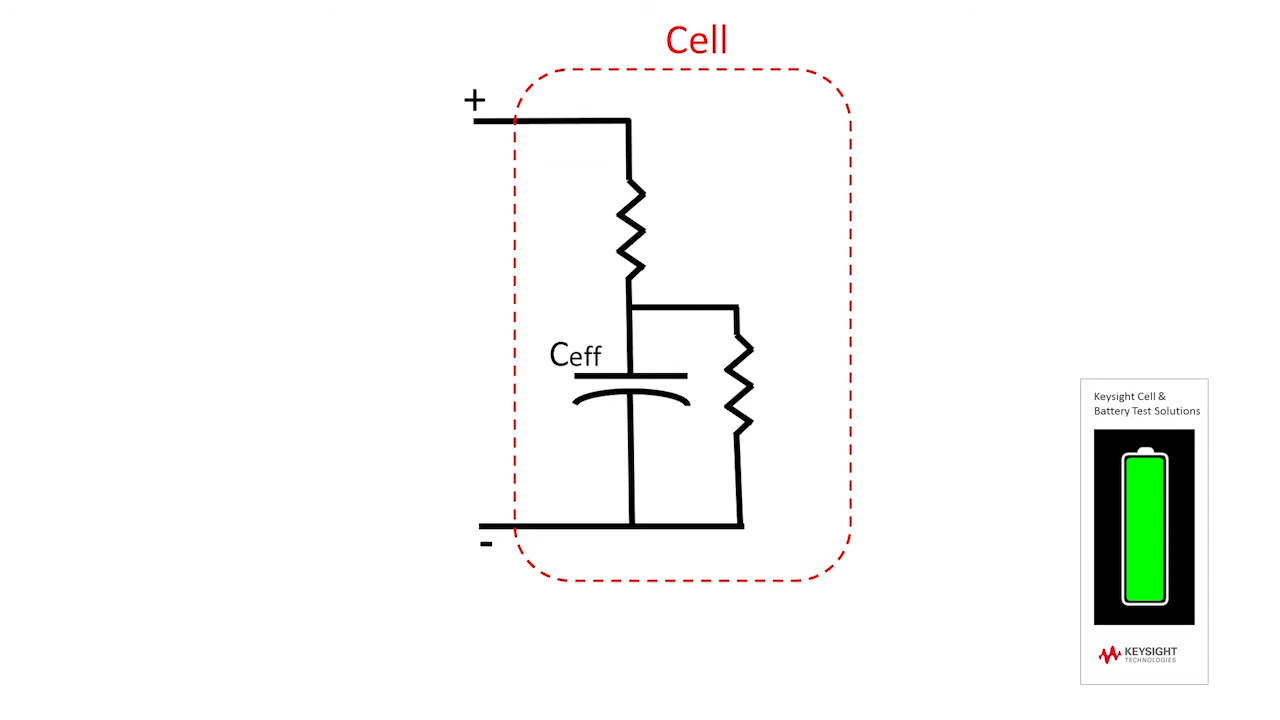 Cell
+
Ceff
-
Keysight Cell &
Battery Test Solutions
KEYSIGHT
TECHNOLOGIES